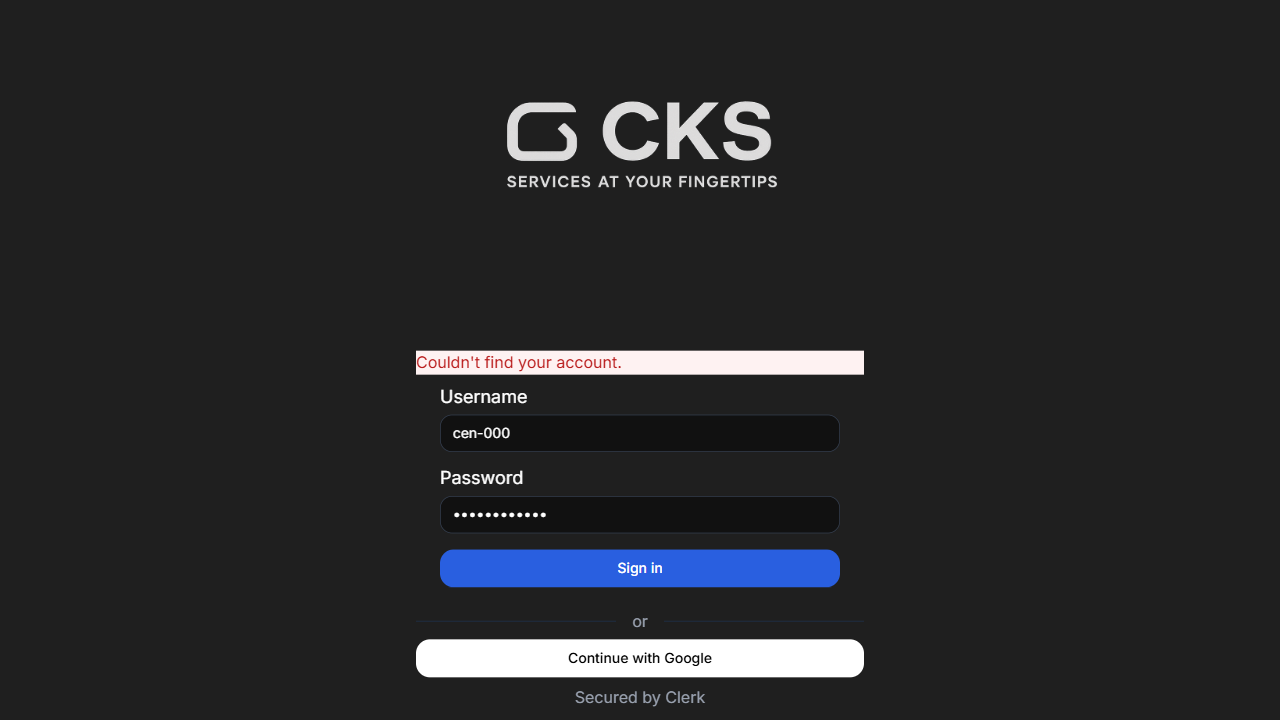 CKS
SERVICES AT YOUR FINGERTIPS
Couldn't find your account.
Username
cen-000
Password
••••••••••••
Sign in
or
Continue with Google
Secured by Clerk